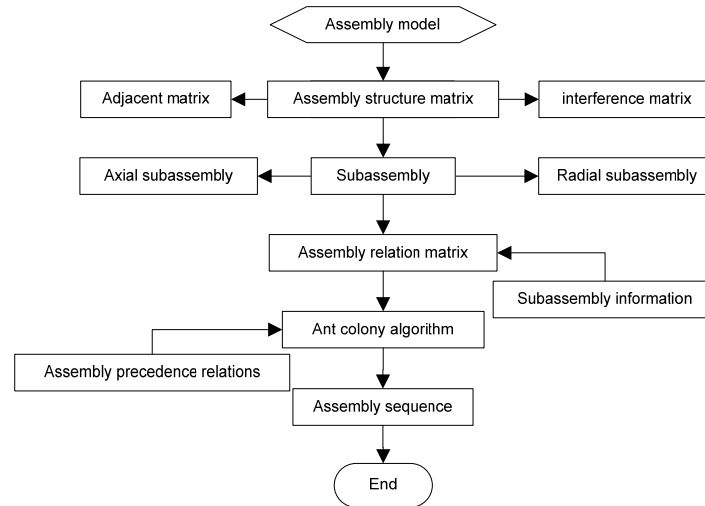 Assembly model
Adjacent matrix
Assembly structure matrix
interference matrix
Axial subassembly
Subassembly
Radial subassembly
Assembly relation matrix
Subassembly information
Ant colony algorithm
Assembly precedence relations
Assembly sequence
End